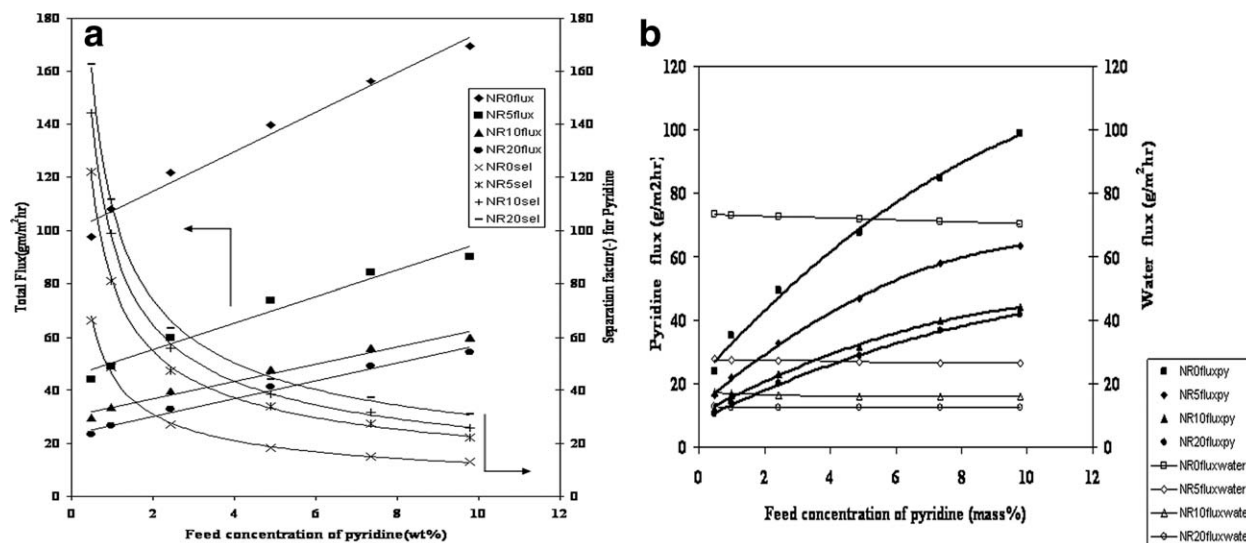 a
180
160
140
120
100
80
60
40
20
0
Total Flux(gm/m²hr)
0 2 4 6 8 10 12
Feed concentration of pyridine(wt%)
180
160
140
120
100
80
60
40
20
0
Separation factor(-) for Pyridine
NR0flux
NR5flux
NR10flux
NR20flux
NR0sel
NR5sel
NR10sel
NR20sel
b
120
100
80
60
40
20
0
Pyridine flux (g/m2hr)
0 2 4 6 8 10 12
Feed concentration of pyridine (mass%)
120
100
80
60
40
20
0
Water flux (g/m²hr)
NR0fluxpy
NR5fluxpy
NR10fluxpy
NR20fluxpy
NR0fluxwater
NR5fluxwater
NR10fluxwater
NR20fluxwater